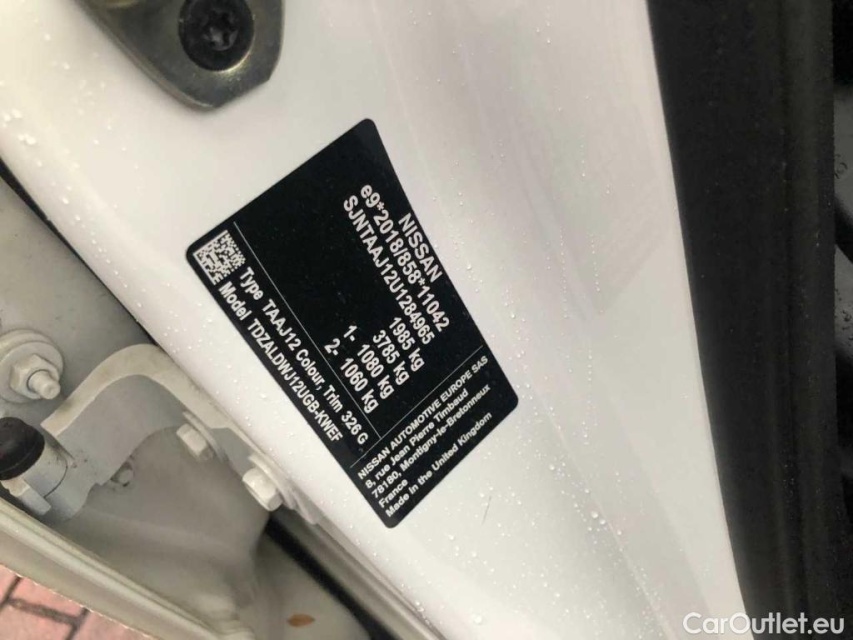 NISSAN
e9*2018/858*11042
SJNTAAJ12U1284965
1985 kg
3785 kg
1- 1080 kg
2- 1060 kg
Type TAAJ12 Colour, Trim 326 G
Model TDZALDWJ12UGB-KWEF
NISSAN AUTOMOTIVE EUROPE SAS
8, rue Jean Pierre Timbaud
78180, Montigny-le-Bretonneux
France
Made in the United Kingdom
CarOutlet.eu